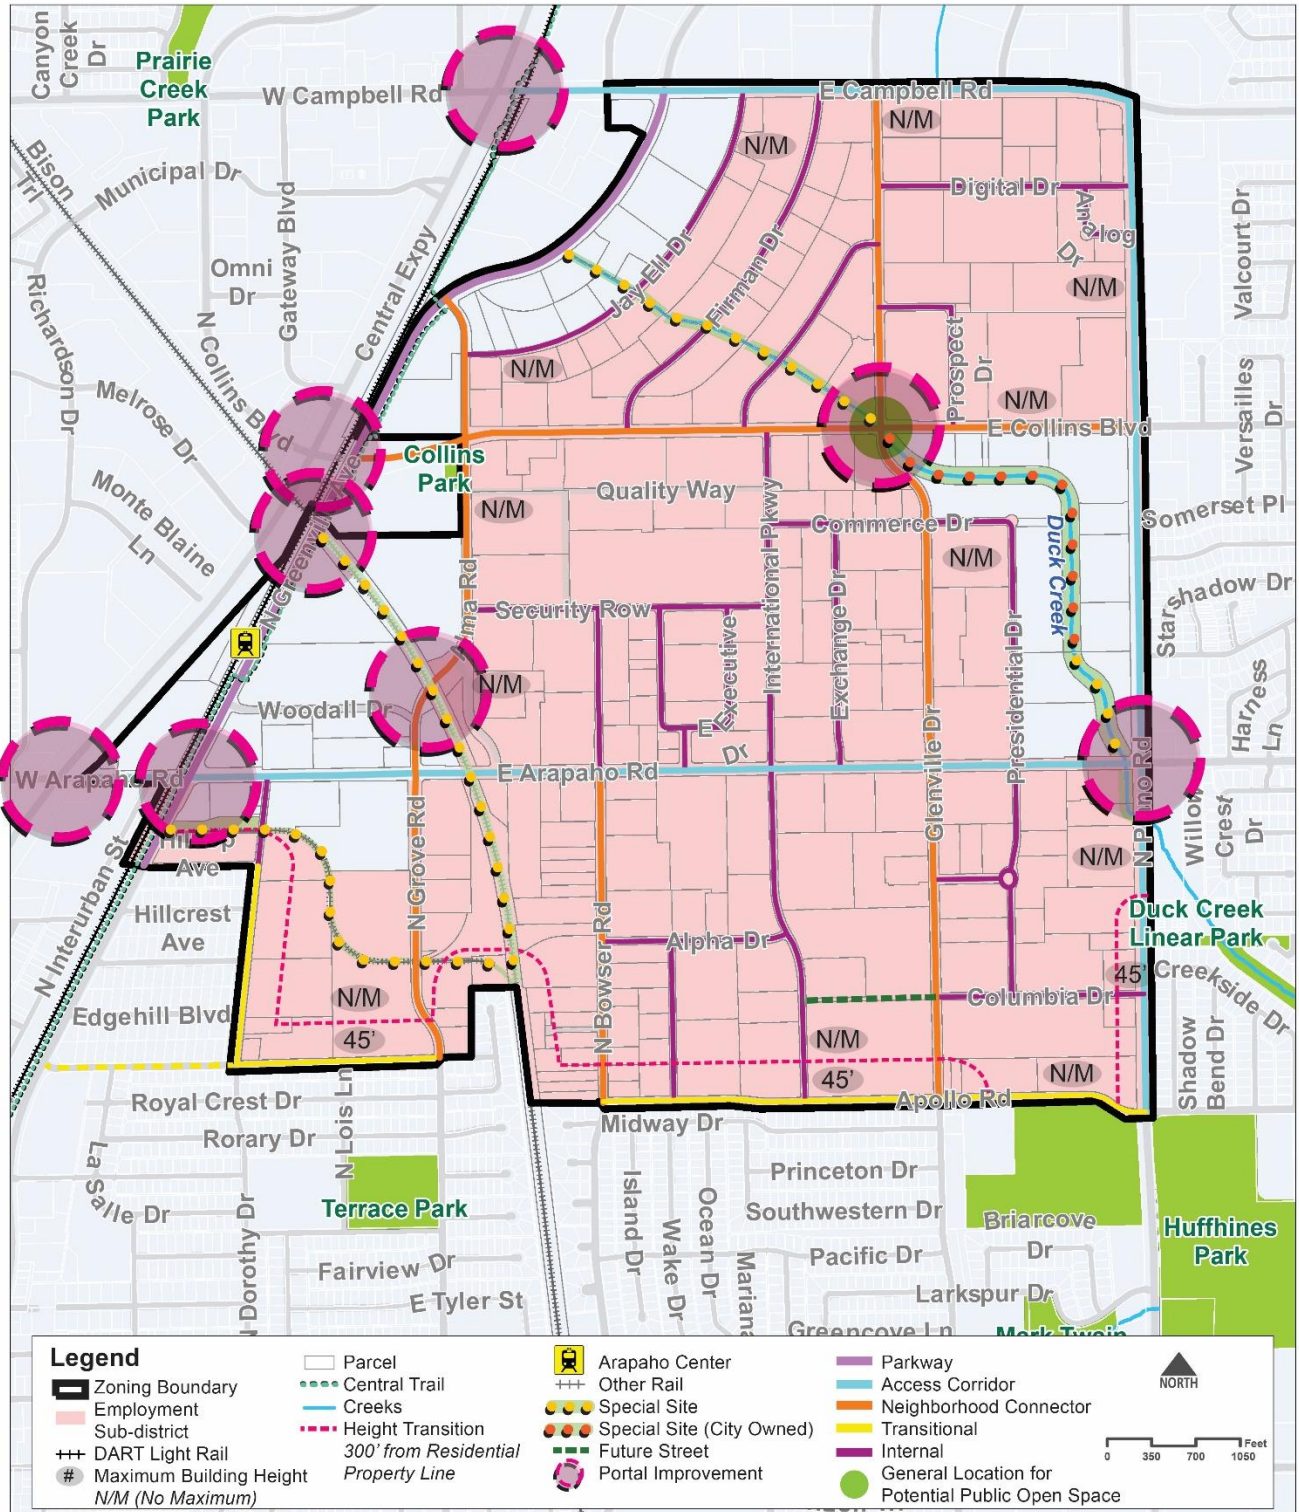 Canyon
Creek
Dr
Prairie
Creek
Park
W Campbell Rd
E Campbell Rd
N/M
N/M
Bison
Trl
Municipal Dr
Digital Dr
Analog
Dr
Gateway Blvd
Central Expy
Omni
Dr
Jay Ell Dr
Firman Dr
Valcourt Dr
N/M
Richardson Dr
N Collins Blvd
Prospect
Dr
Melrose Dr
N/M
N/M
Versailles
Dr
E Collins Blvd
Collins
Park
Monte Blaine
Ln
Quality Way
N/M
International Pkwy
Commerce Dr
Somerset Pl
Duck Creek
N/M
Shadow Dr
Star
Security Row
Exchange Dr
Presidential Dr
Executive
E
Dr
N/M
Woodall Dr
Harness
Ln
W Arapaho Rd
E Arapaho Rd
Glenville Dr
N Grove Rd
Willow
Crest
Dr
Ave
N/M
N Interurban St
Hillcrest
Ave
N Bowser Rd
Alpha Dr
Duck Creek
Linear Park
45'
Creekside Dr
N/M
Columbia Dr
Edgehill Blvd
45'
N/M
45'
N/M
Shadow
Bend Dr
Apollo Rd
Royal Crest Dr
N Lois Ln
Midway Dr
Rorary Dr
La Salle Dr
Princeton Dr
Terrace Park
Southwestern Dr
Island Dr
Wake Dr
Ocean Dr
Briarcove
Dr
Huffhines
Park
N Dorothy Dr
Fairview Dr
Pacific Dr
Larkspur Dr
E Tyler St
Greencove Ln
Mark Twain
Legend
Zoning Boundary
Employment
Sub-district
DART Light Rail
# Maximum Building Height
N/M (No Maximum)
Parcel
Central Trail
Creeks
Height Transition
300' from Residential
Property Line
Arapaho Center
Other Rail
Special Site
Special Site (City Owned)
Future Street
Portal Improvement
Parkway
Access Corridor
Neighborhood Connector
Transitional
Internal
General Location for
Potential Public Open Space
NORTH
Feet
0 350 700 1050